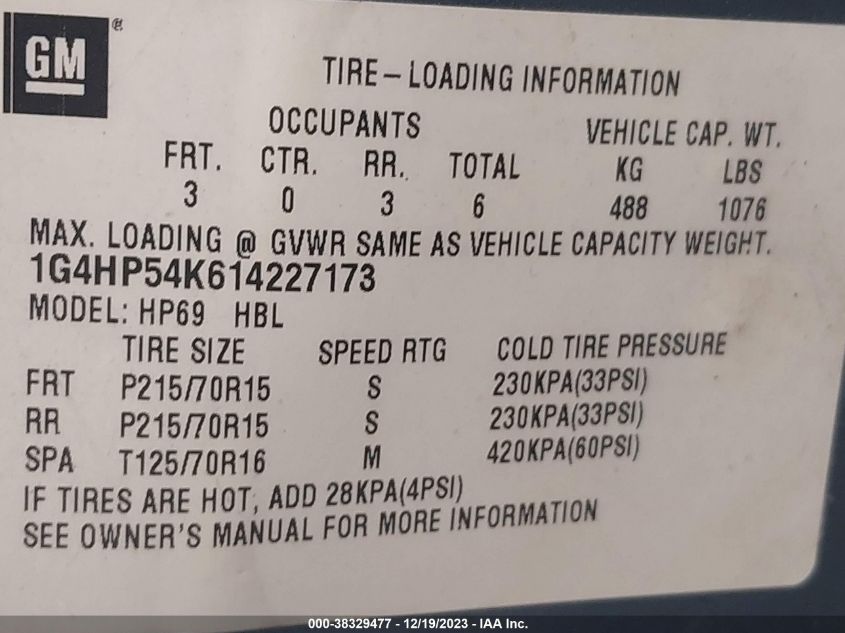 GM®
TIRE-LOADING INFORMATION
OCCUPANTS VEHICLE CAP. WT.
FRT. CTR. RR. TOTAL KG LBS
3 0 3 6 488 1076
MAX. LOADING @ GVWR SAME AS VEHICLE CAPACITY WEIGHT.
1G4HP54K614227173
MODEL: HP69 HBL
TIRE SIZE SPEED RTG COLD TIRE PRESSURE
FRT P215/70R15 S 230KPA(33PSI)
RR P215/70R15 S 230KPA(33PSI)
SPA T125/70R16 M 420KPA(60PSI)
IF TIRES ARE HOT, ADD 28KPA(4PSI)
SEE OWNER'S MANUAL FOR MORE INFORMATION
000-38329477 - 12/19/2023 - IAA Inc.